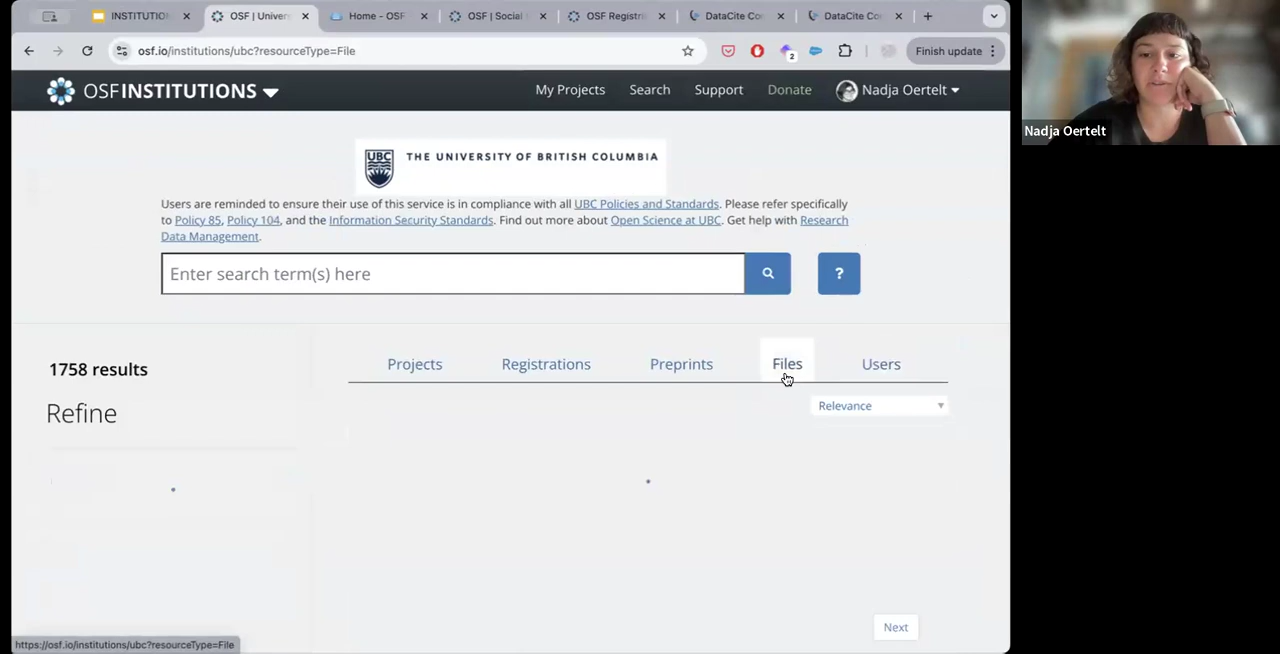 INSTITUTION
OSF | Univer
Home - OSF
OSF | Social
OSF Registri
DataCite Co
DataCite Co
osf.io/institutions/ubc?resourceType=File
2
Finish update
OSFINSTITUTIONS
My Projects
Search
Support
Donate
Nadja Oertelt
Nadja Oertelt
UBC
THE UNIVERSITY OF BRITISH COLUMBIA
Users are reminded to ensure their use of this service is in compliance with all UBC Policies and Standards. Please refer specifically
to Policy 85, Policy 104, and the Information Security Standards. Find out more about Open Science at UBC. Get help with Research
Data Management.
Enter search term(s) here
?
1758 results
Projects
Registrations
Preprints
Files
Users
Relevance
Refine
Next
https://osf.io/institutions/ubc?resourceType=File